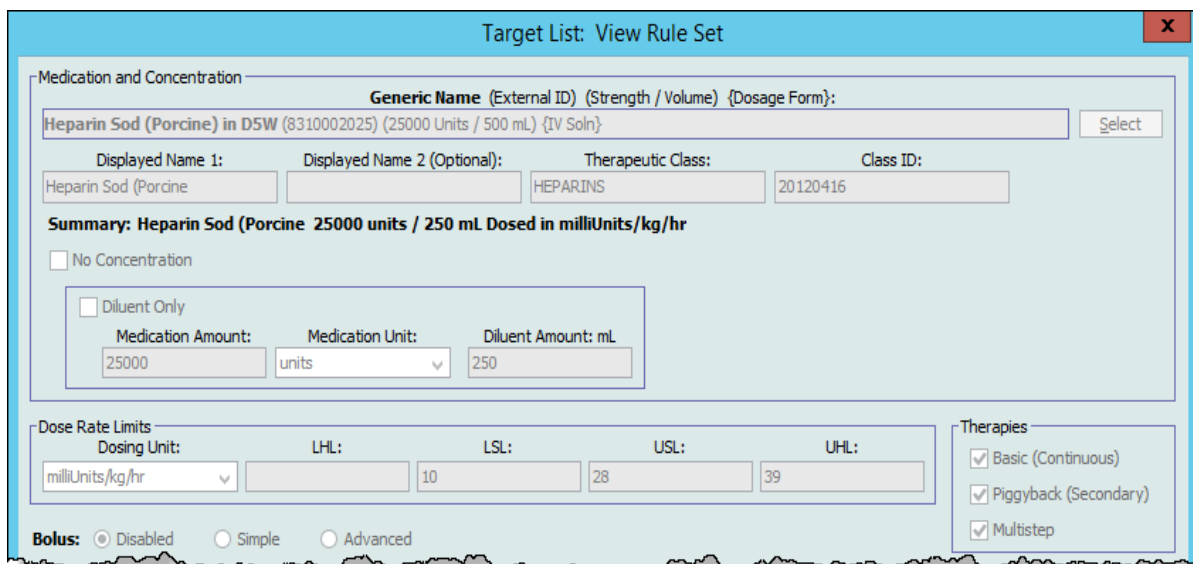 Target List: View Rule Set
x
Medication and Concentration
Generic Name (External ID) (Strength / Volume) {Dosage Form}:
Heparin Sod (Porcine) in D5W (8310002025) (25000 Units / 500 mL) {IV Soln}
Select
Displayed Name 1: Displayed Name 2 (Optional): Therapeutic Class: Class ID:
Heparin Sod (Porcine HEPARINS 20120416
Summary: Heparin Sod (Porcine 25000 units / 250 mL Dosed in milliUnits/kg/hr
No Concentration
Diluent Only
Medication Amount: Medication Unit: Diluent Amount: mL
25000 units 250
Dose Rate Limits
Dosing Unit: LHL: LSL: USL: UHL:
milliUnits/kg/hr 10 28 39
Therapies
Basic (Continuous)
Piggyback (Secondary)
Multistep
Bolus: Disabled Simple Advanced